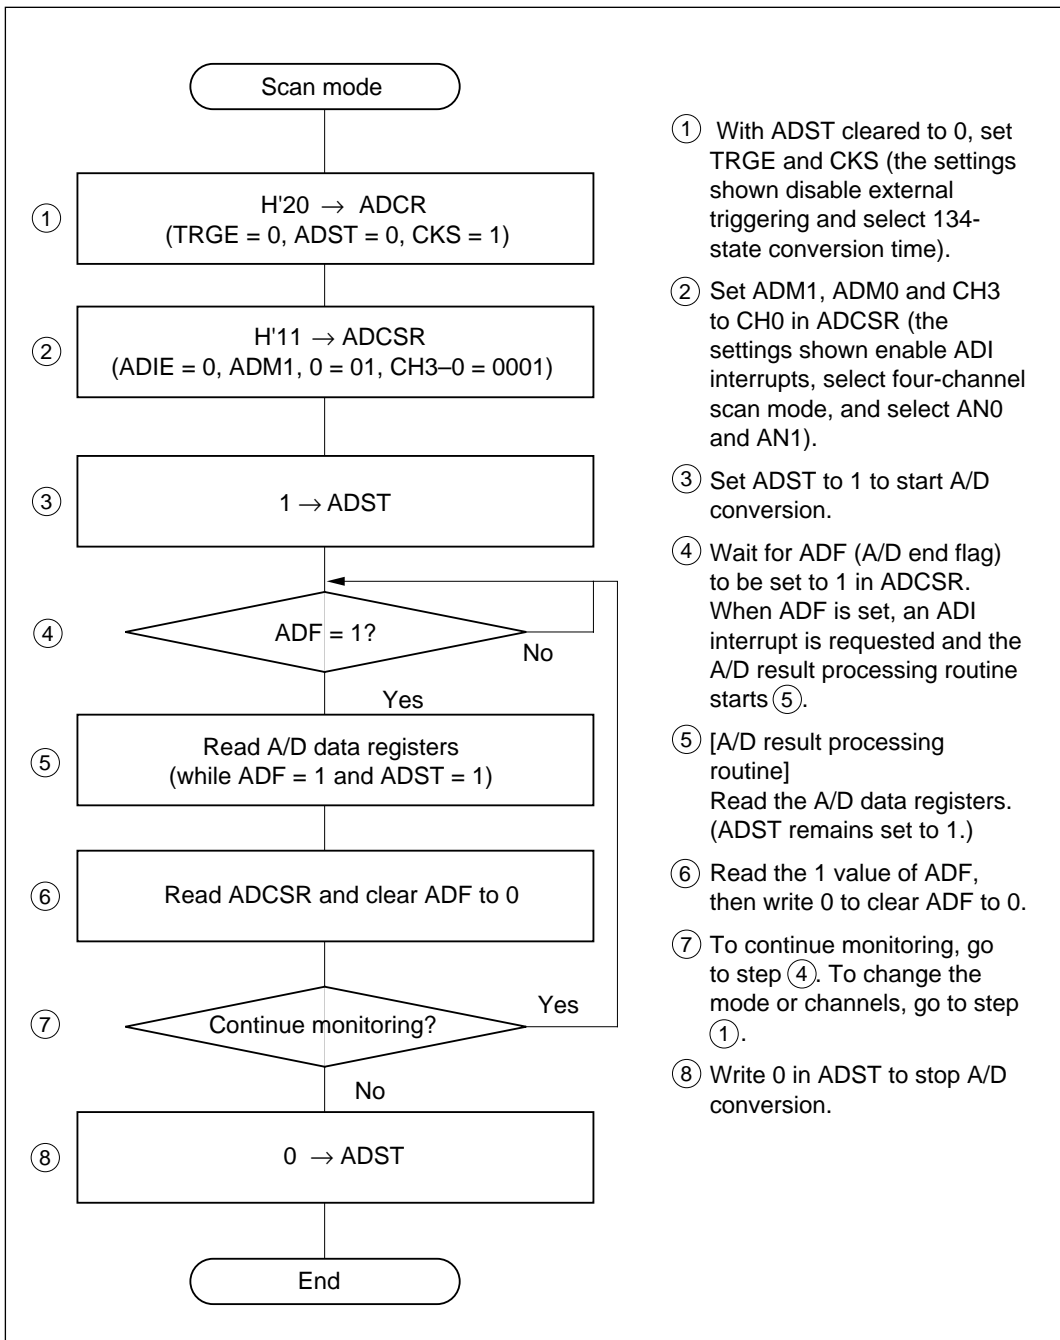 Scan mode
①
H'20 → ADCR
(TRGE = 0, ADST = 0, CKS = 1)
②
H'11 → ADCSR
(ADIE = 0, ADM1, 0 = 01, CH3–0 = 0001)
③
1 → ADST
④
ADF = 1?
No
Yes
⑤
Read A/D data registers
(while ADF = 1 and ADST = 1)
⑥
Read ADCSR and clear ADF to 0
⑦
Continue monitoring?
Yes
No
⑧
0 → ADST
End
① With ADST cleared to 0, set
TRGE and CKS (the settings
shown disable external
triggering and select 134-
state conversion time).
② Set ADM1, ADM0 and CH3
to CH0 in ADCSR (the
settings shown enable ADI
interrupts, select four-channel
scan mode, and select AN0
and AN1).
③ Set ADST to 1 to start A/D
conversion.
④ Wait for ADF (A/D end flag)
to be set to 1 in ADCSR.
When ADF is set, an ADI
interrupt is requested and the
A/D result processing routine
starts ⑤.
⑤ [A/D result processing
routine]
Read the A/D data registers.
(ADST remains set to 1.)
⑥ Read the 1 value of ADF,
then write 0 to clear ADF to 0.
⑦ To continue monitoring, go
to step ④. To change the
mode or channels, go to step
①.
⑧ Write 0 in ADST to stop A/D
conversion.